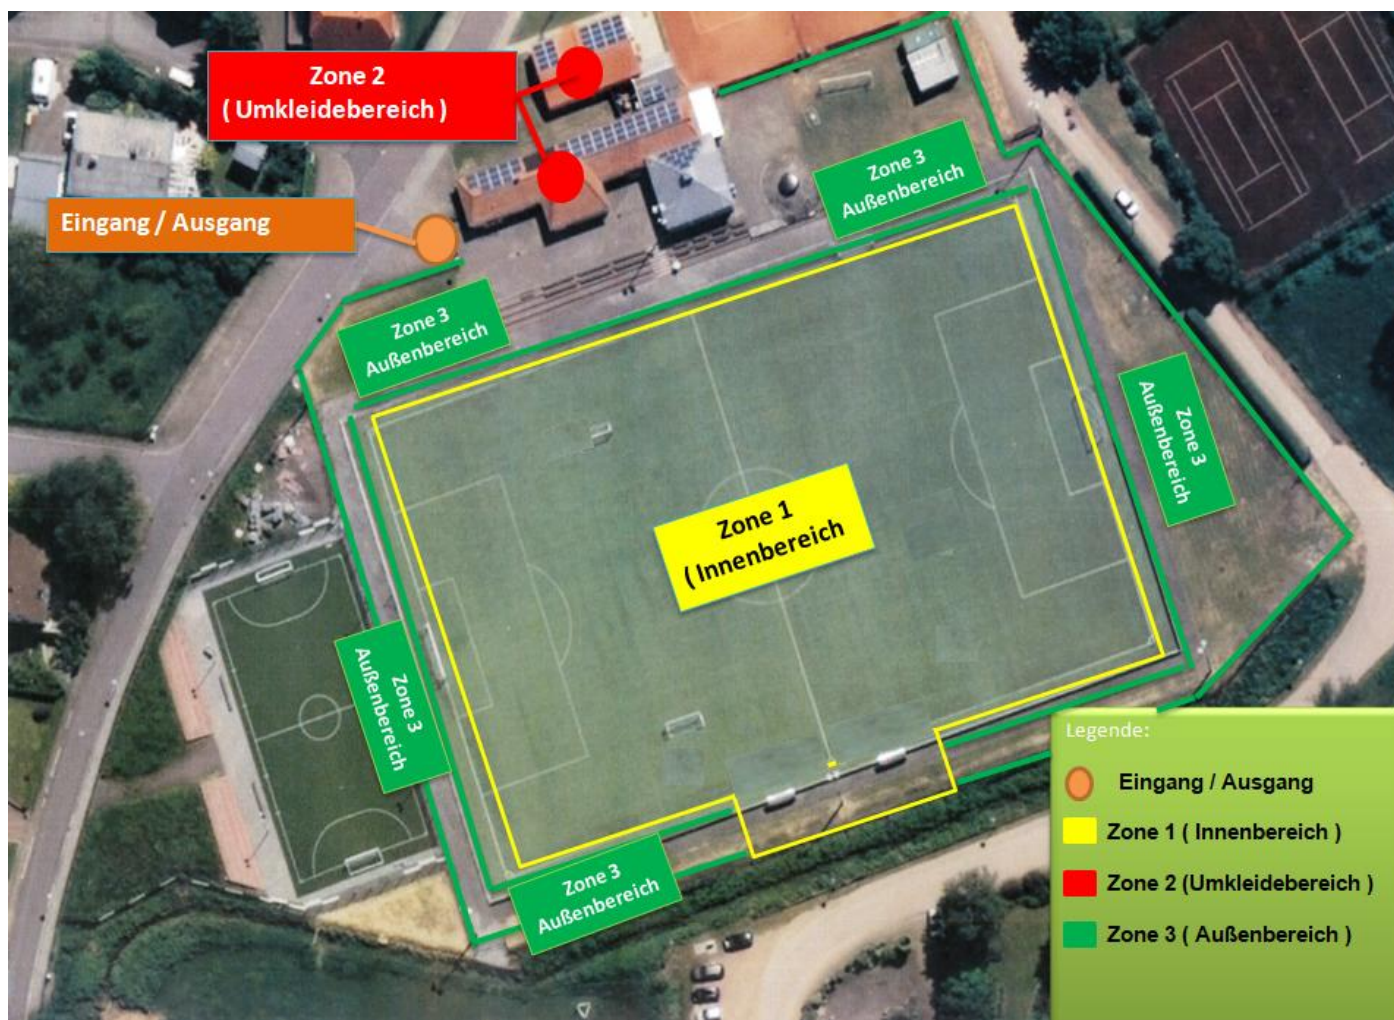 Zone 2
( Umkleidebereich )
Eingang / Ausgang
Zone 3
Außenbereich
Zone 3
Außenbereich
Zone 3
Außenbereich
Zone 1
( Innenbereich
Zone 3
Außenbereich
Zone 3
Außenbereich
Legende:
Eingang / Ausgang
Zone 1 ( Innenbereich )
Zone 2 (Umkleidebereich )
Zone 3 ( Außenbereich )